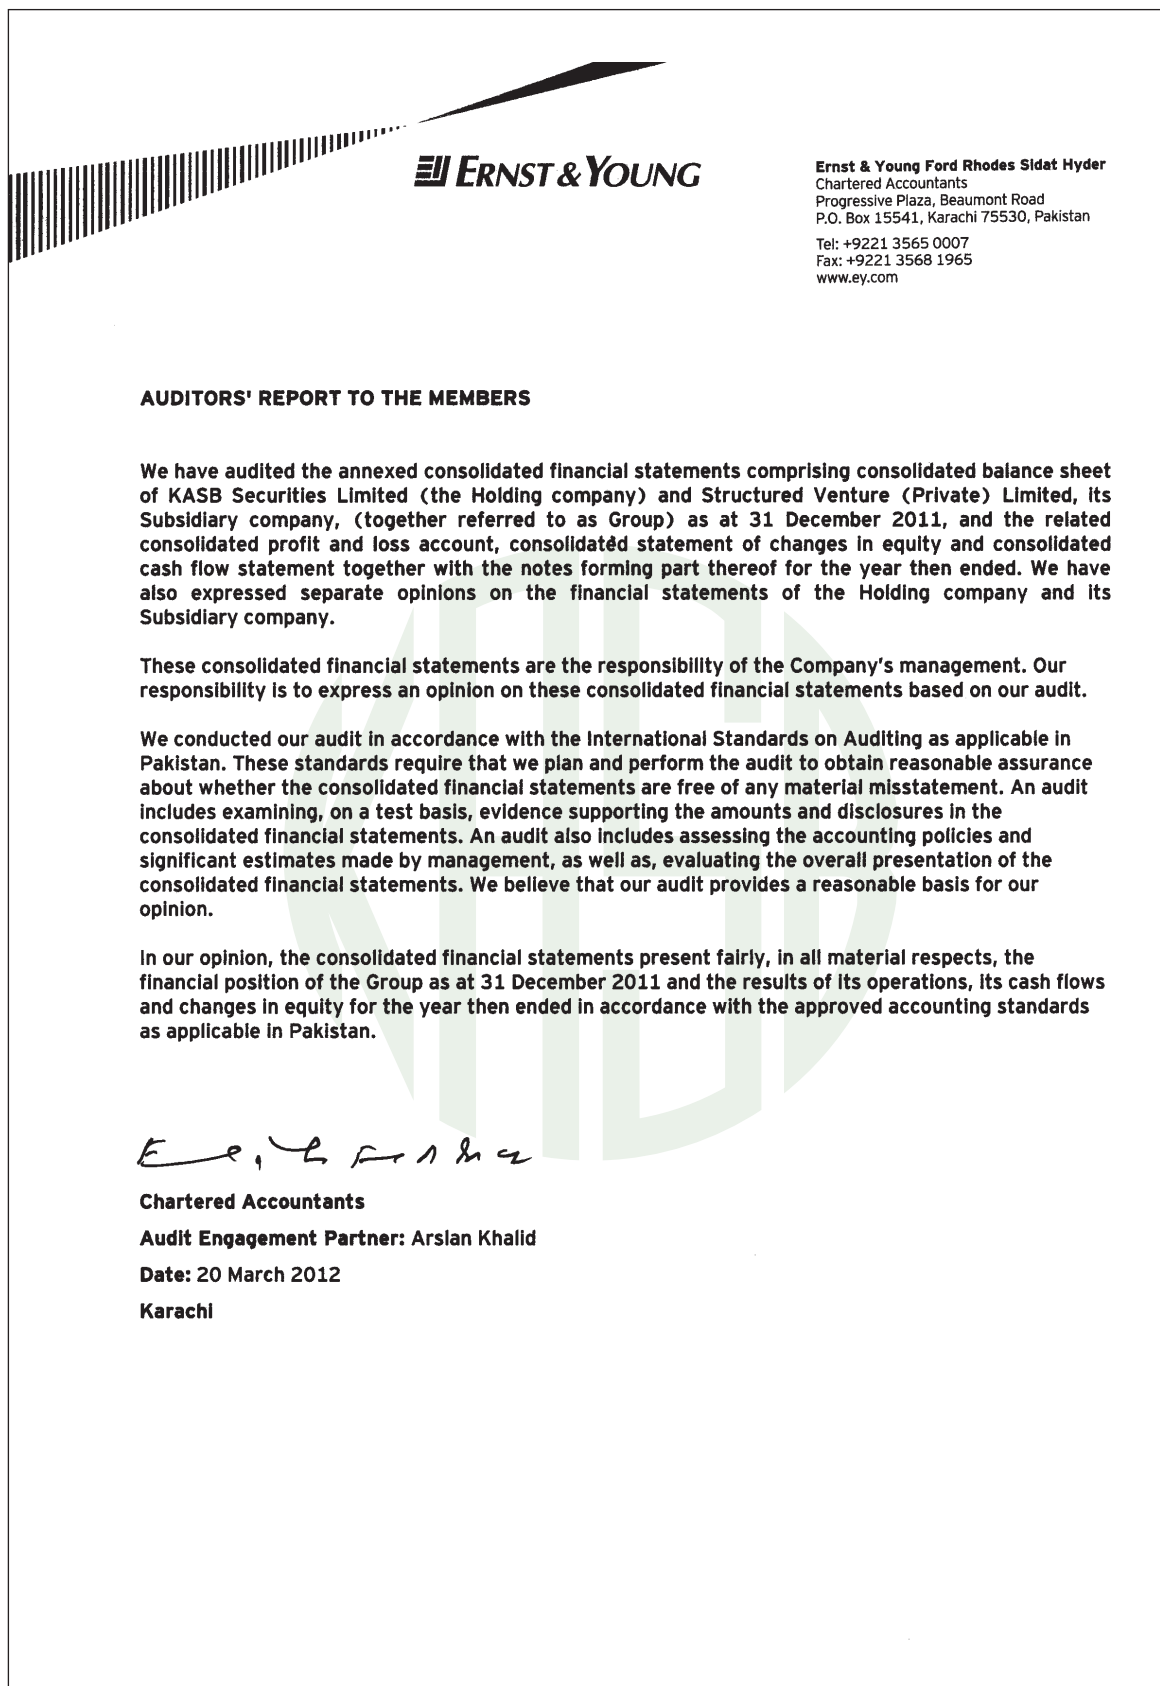 ERNST & YOUNG
Ernst & Young Ford Rhodes Sidat Hyder
Chartered Accountants
Progressive Plaza, Beaumont Road
P.O. Box 15541, Karachi 75530, Pakistan
Tel: +9221 3565 0007
Fax: +9221 3568 1965
www.ey.com
AUDITORS' REPORT TO THE MEMBERS
We have audited the annexed consolidated financial statements comprising consolidated balance sheet
of KASB Securities Limited (the Holding company) and Structured Venture (Private) Limited, its
Subsidiary company, (together referred to as Group) as at 31 December 2011, and the related
consolidated profit and loss account, consolidated statement of changes in equity and consolidated
cash flow statement together with the notes forming part thereof for the year then ended. We have
also expressed separate opinions on the financial statements of the Holding company and its
Subsidiary company.
These consolidated financial statements are the responsibility of the Company's management. Our
responsibility is to express an opinion on these consolidated financial statements based on our audit.
We conducted our audit in accordance with the International Standards on Auditing as applicable in
Pakistan. These standards require that we plan and perform the audit to obtain reasonable assurance
about whether the consolidated financial statements are free of any material misstatement. An audit
includes examining, on a test basis, evidence supporting the amounts and disclosures in the
consolidated financial statements. An audit also includes assessing the accounting policies and
significant estimates made by management, as well as, evaluating the overall presentation of the
consolidated financial statements. We believe that our audit provides a reasonable basis for our
opinion.
In our opinion, the consolidated financial statements present fairly, in all material respects, the
financial position of the Group as at 31 December 2011 and the results of its operations, its cash flows
and changes in equity for the year then ended in accordance with the approved accounting standards
as applicable in Pakistan.
Chartered Accountants
Audit Engagement Partner: Arslan Khalid
Date: 20 March 2012
Karachi
KASB